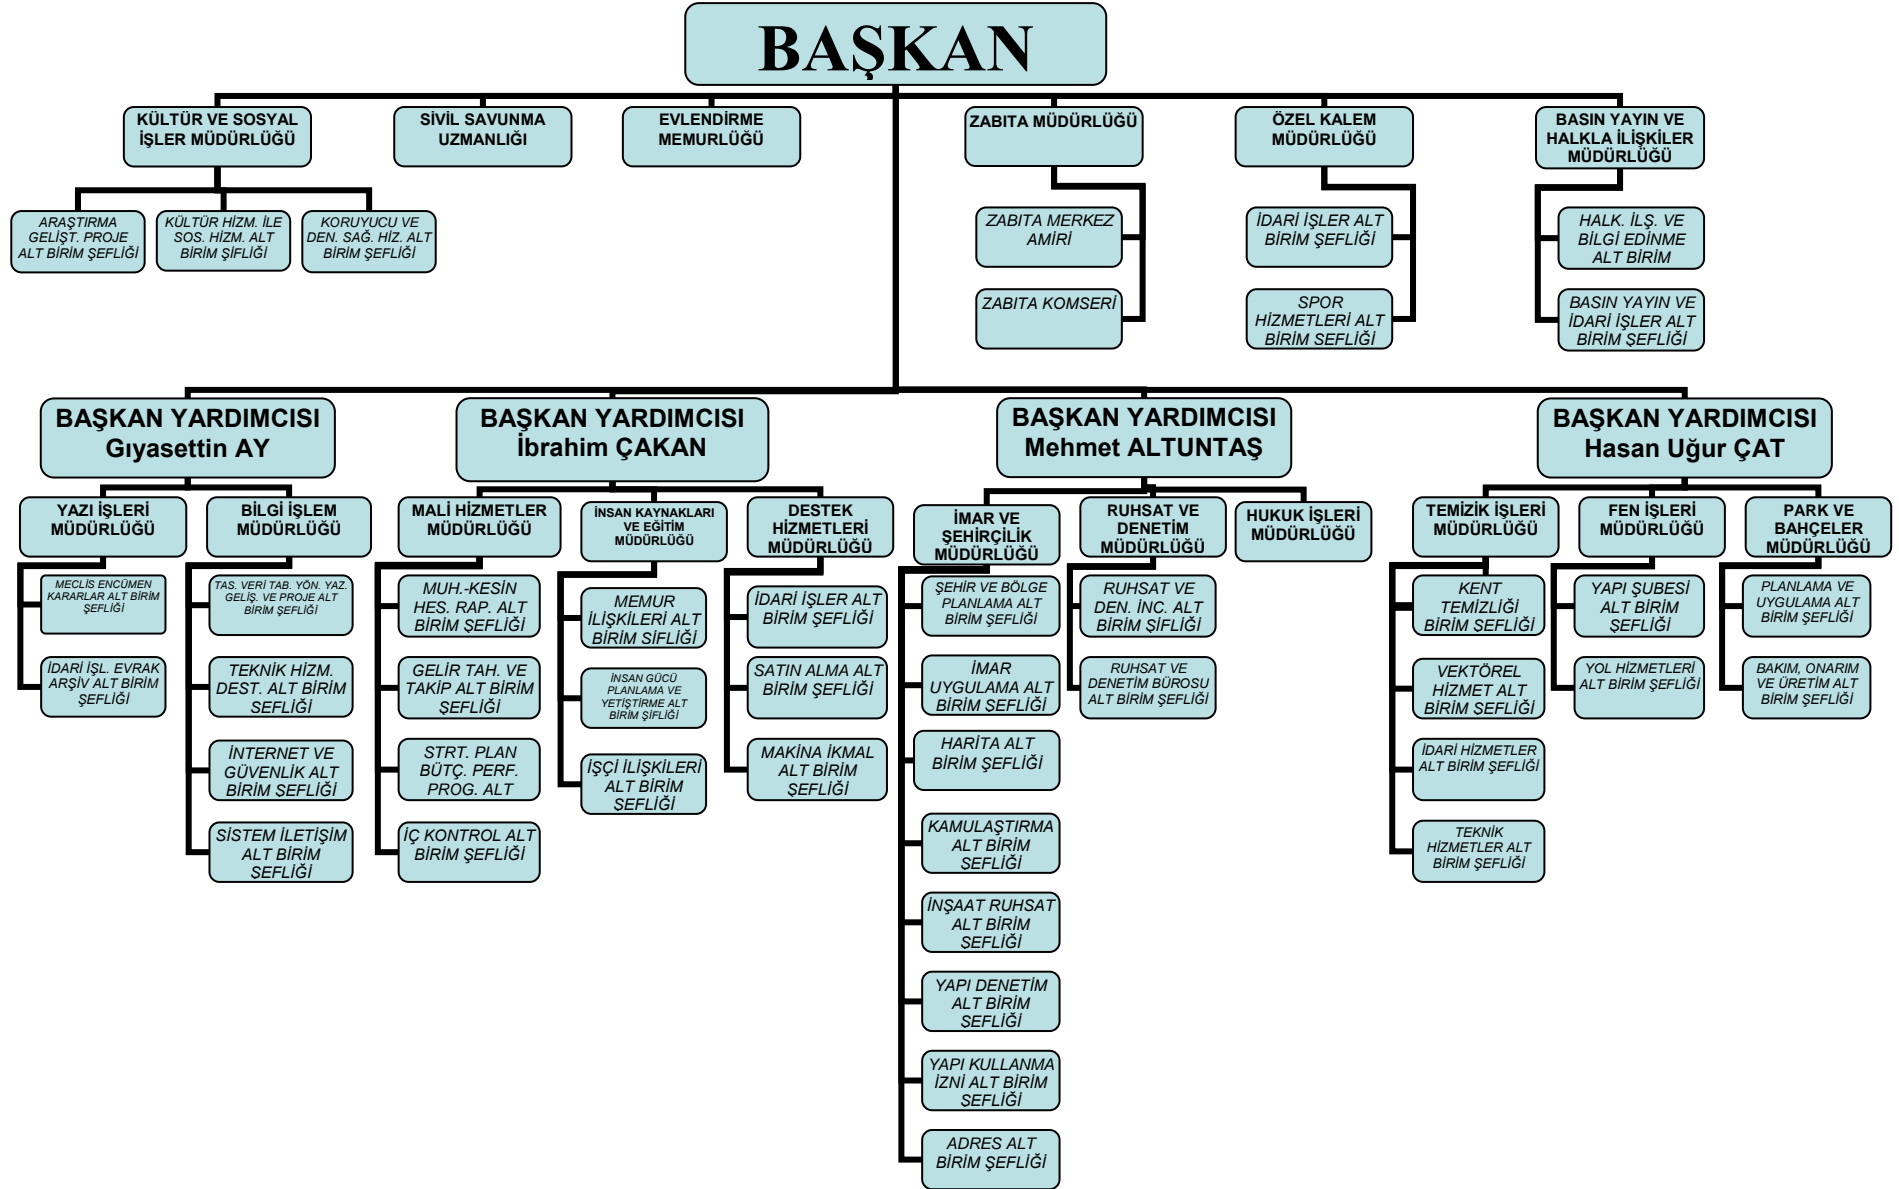 BAŞKAN
KÜLTÜR VE SOSYAL
İŞLER MÜDÜRLÜĞÜ
SİVİL SAVUNMA
UZMANLIĞI
EVLENDİRME
MEMURLUĞÜ
ZABITA MÜDÜRLÜĞÜ
ÖZEL KALEM
MÜDÜRLÜĞÜ
BASIN YAYIN VE
HALKLA İLİŞKİLER
MÜDÜRLÜĞÜ
ARAŞTIRMA
GELİŞT. PROJE
ALT BİRİM ŞEFLİĞİ
KÜLTÜR HİZM. İLE
SOS. HİZM. ALT
BİRİM ŞİFLİĞİ
KORUYUCU VE
DEN. SAĞ. HİZ. ALT
BİRİM ŞEFLİĞİ
ZABITA MERKEZ
AMİRİ
ZABITA KOMSERİ
İDARİ İŞLER ALT
BİRİM ŞEFLİĞİ
SPOR
HİZMETLERİ ALT
BİRİM SEFLİĞİ
HALK. İLŞ. VE
BİLGİ EDİNME
ALT BİRİM
BASIN YAYIN VE
İDARİ İŞLER ALT
BİRİM ŞEFLİĞİ
BAŞKAN YARDIMCISI
Gıyasettin AY
BAŞKAN YARDIMCISI
İbrahim ÇAKAN
BAŞKAN YARDIMCISI
Mehmet ALTUNTAŞ
BAŞKAN YARDIMCISI
Hasan Uğur ÇAT
YAZI İŞLERİ
MÜDÜRLÜĞÜ
BİLGİ İŞLEM
MÜDÜRLÜĞÜ
MALİ HİZMETLER
MÜDÜRLÜĞÜ
İNSAN KAYNAKLARI
VE EĞİTİM
MÜDÜRLÜĞÜ
DESTEK
HİZMETLERİ
MÜDÜRLÜĞÜ
İMAR VE
ŞEHİRÇİLİK
MÜDÜRLÜĞÜ
RUHSAT VE
DENETİM
MÜDÜRLÜĞÜ
HUKUK İŞLERİ
MÜDÜRLÜĞÜ
TEMİZİK İŞLERİ
MÜDÜRLÜĞÜ
FEN İŞLERİ
MÜDÜRLÜĞÜ
PARK VE
BAHÇELER
MÜDÜRLÜĞÜ
MECLİS ENCÜMEN
KARARLAR ALT BİRİM
ŞEFLİĞİ
İDARİ İŞL. EVRAK
ARŞİV ALT BİRİM
ŞEFLİĞİ
TAS. VERİ TAB. YÖN. YAZ.
GELİŞ. VE PROJE ALT
BİRİM ŞEFLİĞİ
TEKNİK HİZM.
DEST. ALT BİRİM
SEFLİĞİ
İNTERNET VE
GÜVENLİK ALT
BİRİM ŞEFLİĞİ
SİSTEM İLETİŞİM
ALT BİRİM
ŞEFLİĞİ
MUH.-KESİN
HES. RAP. ALT
BİRİM ŞEFLİĞİ
GELİR TAH. VE
TAKİP ALT BİRİM
ŞEFLİĞİ
STRT. PLAN
BÜTÇ. PERF.
PROG. ALT
İÇ KONTROL ALT
BİRİM ŞEFLİĞİ
MEMUR
İLİŞKİLERİ ALT
BİRİM SİFLİĞİ
İNSAN GÜCÜ
PLANLAMA VE
YETİŞTİRME ALT
BİRİM ŞİFLİĞİ
İŞÇİ İLİŞKİLERİ
ALT BİRİM
ŞEFLİĞİ
İDARİ İŞLER ALT
BİRİM ŞEFLİĞİ
SATIN ALMA ALT
BİRİM ŞEFLİĞİ
MAKİNA İKMAL
ALT BİRİM
ŞEFLİĞİ
ŞEHİR VE BÖLGE
PLANLAMA ALT
BİRİM ŞEFLİĞİ
İMAR
UYGULAMA ALT
BİRİM ŞEFLİĞİ
HARİTA ALT
BİRİM ŞEFLİĞİ
KAMULAŞTIRMA
ALT BİRİM
ŞEFLİĞİ
İNŞAAT RUHSAT
ALT BİRİM
ŞEFLİĞİ
YAPI DENETİM
ALT BİRİM
ŞEFLİĞİ
YAPI KULLANMA
İZNİ ALT BİRİM
ŞEFLİĞİ
ADRES ALT
BİRİM ŞEFLİĞİ
RUHSAT VE
DEN. İNC. ALT
BİRİM ŞİFLİĞİ
RUHSAT VE
DENETİM BÜROSU
ALT BİRİM ŞEFLİĞİ
KENT
TEMİZLİĞİ
BİRİM ŞEFLİĞİ
VEKTÖREL
HİZMET ALT
BİRİM ŞEFLİĞİ
İDARİ HİZMETLER
ALT BİRİM ŞEFLİĞİ
TEKNİK
HİZMETLER ALT
BİRİM ŞEFLİĞİ
YAPI ŞUBESİ
ALT BİRİM
ŞEFLİĞİ
YOL HİZMETLERİ
ALT BİRİM ŞEFLİĞİ
PLANLAMA VE
UYGULAMA ALT
BİRİM ŞEFLİĞİ
BAKIM, ONARIM
VE ÜRETİM ALT
BİRİM ŞEFLİĞİ